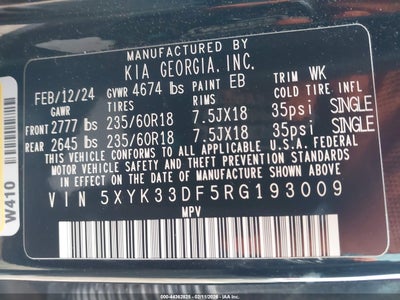 MANUFACTURED BY
KIA GEORGIA, INC.
FEB/12/24 GVWR 4674 lbs PAINT EB TRIM WK
GAWR TIRES RIMS COLD TIRE INFL
FRONT 2777 lbs 235/60R18 7.5JX18 35psi SINGLE
REAR 2645 lbs 235/60R18 7.5JX18 35psi SINGLE
THIS VEHICLE CONFORMS TO ALL APPLICABLE U.S.A. FEDERAL
MOTOR VEHICLE SAFETY AND THEFT PREVENTION STANDARDS
IN EFFECT ON THE DATE OF MANUFACTURE SHOWN ABOVE.
VIN 5XYK33DF5RG193009
MPV
W410